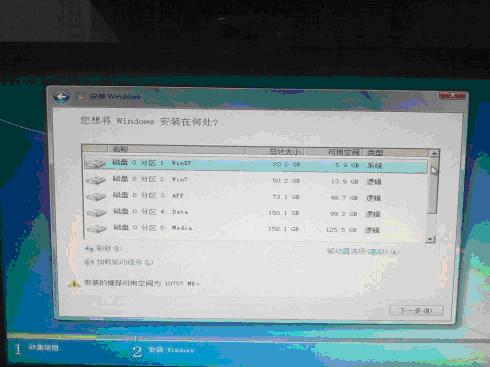 安装 Windows
您想将 Windows 安装在何处?
名称 总计大小 可用空间 类型
磁盘 0 分区 1: WinXP 20.0 GB 5.9 GB 系统
磁盘 0 分区 2: Win7 50.2 GB 13.9 GB 逻辑
磁盘 0 分区 3: APP 73.1 GB 48.7 GB 逻辑
磁盘 0 分区 4: Data 150.1 GB 99.2 GB 逻辑
磁盘 0 分区 5: Media 150.1 GB 125.5 GB 逻辑
刷新(R) 驱动器选项(高级)(A)
加载驱动程序(L)
安装的推荐可用空间为 10757 MB。
下一步(N)
1 收集信息 2 安装 Windows